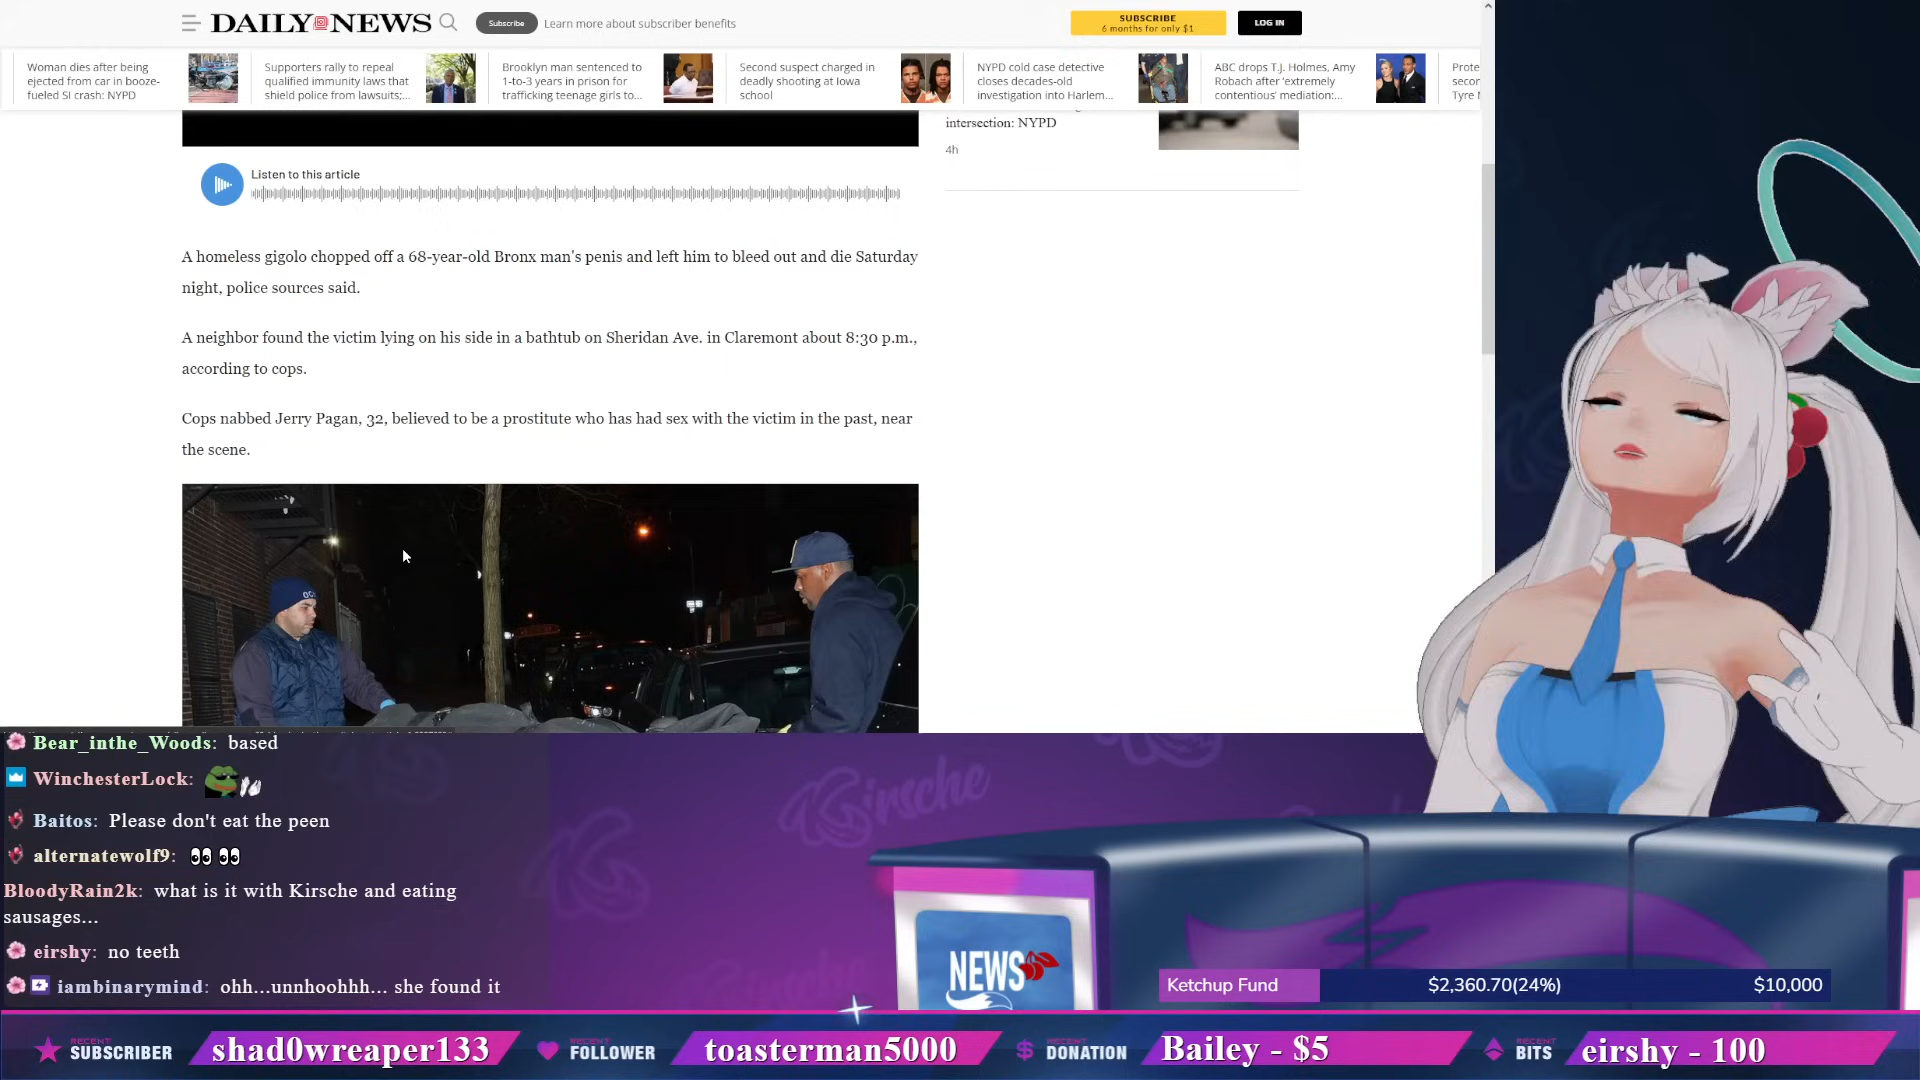 DAILY NEWS
Subscribe
Learn more about subscriber benefits
SUBSCRIBE
6 months for only $1
LOG IN
Woman dies after being
ejected from car in booze-
fueled SI crash: NYPD
Supporters rally to repeal
qualified immunity laws that
shield police from lawsuits;...
Brooklyn man sentenced to
1-to-3 years in prison for
trafficking teenage girls to...
Second suspect charged in
deadly shooting at Iowa
school
NYPD cold case detective
closes decades-old
investigation into Harlem...
ABC drops T.J. Holmes, Amy
Robach after ‘extremely
contentious’ mediation:...
Prote
secor
Tyre
intersection: NYPD
4h
Listen to this article
A homeless gigolo chopped off a 68-year-old Bronx man's penis and left him to bleed out and die Saturday
night, police sources said.
A neighbor found the victim lying on his side in a bathtub on Sheridan Ave. in Claremont about 8:30 p.m.,
according to cops.
Cops nabbed Jerry Pagan, 32, believed to be a prostitute who has had sex with the victim in the past, near
the scene.
Bear_inthe_Woods: based
WinchesterLock:
Baitos: Please don't eat the peen
alternatewolf9:
BloodyRain2k: what is it with Kirsche and eating
sausages...
eirshy: no teeth
iambinarymind: ohh...unnhoohhh... she found it
Kirsche
NEWS
Ketchup Fund
$2,360.70(24%)
$10,000
RECENT
SUBSCRIBER
shad0wreaper133
RECENT
FOLLOWER
toasterman5000
RECENT
DONATION
Bailey - $5
RECENT
BITS
eirshy - 100